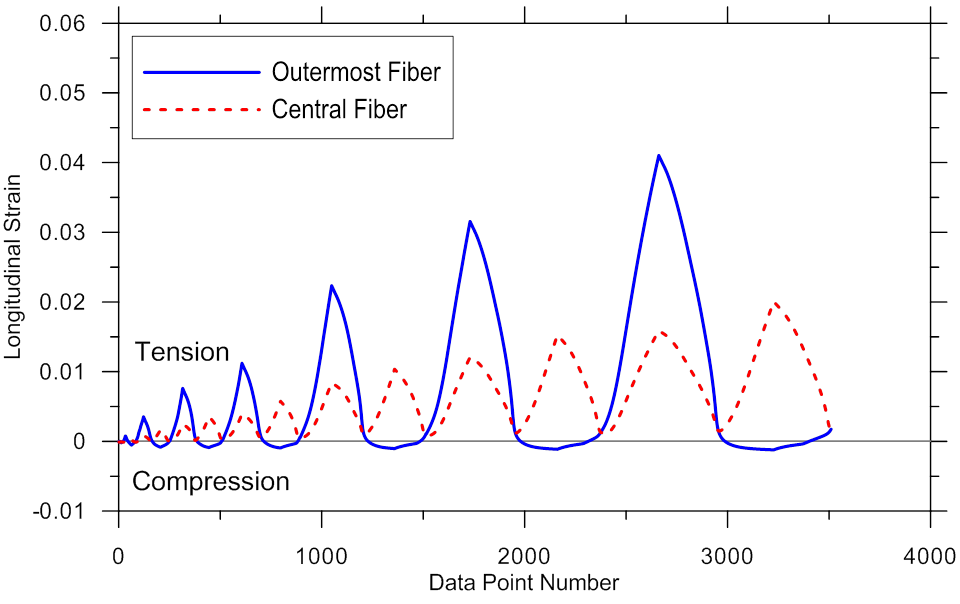 0.06
0.05
0.04
0.03
0.02
0.01
0
-0.01
Longitudinal Strain
Outermost Fiber
Central Fiber
Tension
Compression
0 1000 2000 3000 4000
Data Point Number